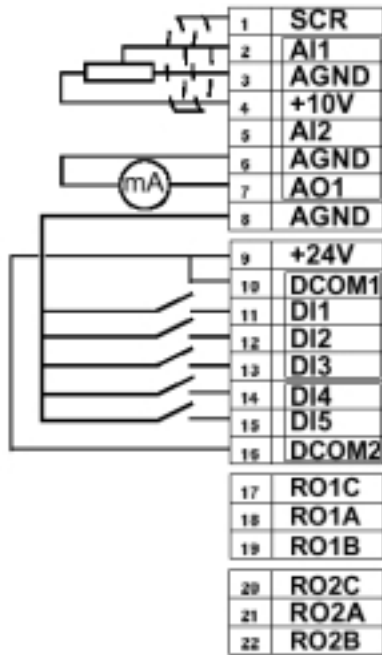 1 SCR
2 AI1
3 AGND
4 +10V
5 AI2
6 AGND
mA
7 AO1
8 AGND
9 +24V
10 DCOM1
11 DI1
12 DI2
13 DI3
14 DI4
15 DI5
16 DCOM2
17 RO1C
18 RO1A
19 RO1B
20 RO2C
21 RO2A
22 RO2B